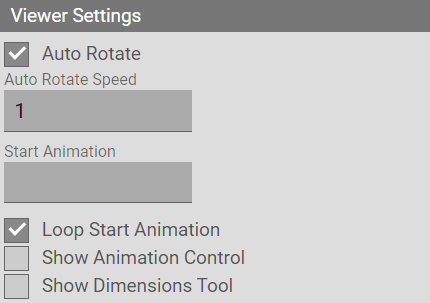 Viewer Settings
Auto Rotate
Auto Rotate Speed
1
Start Animation
Loop Start Animation
Show Animation Control
Show Dimensions Tool